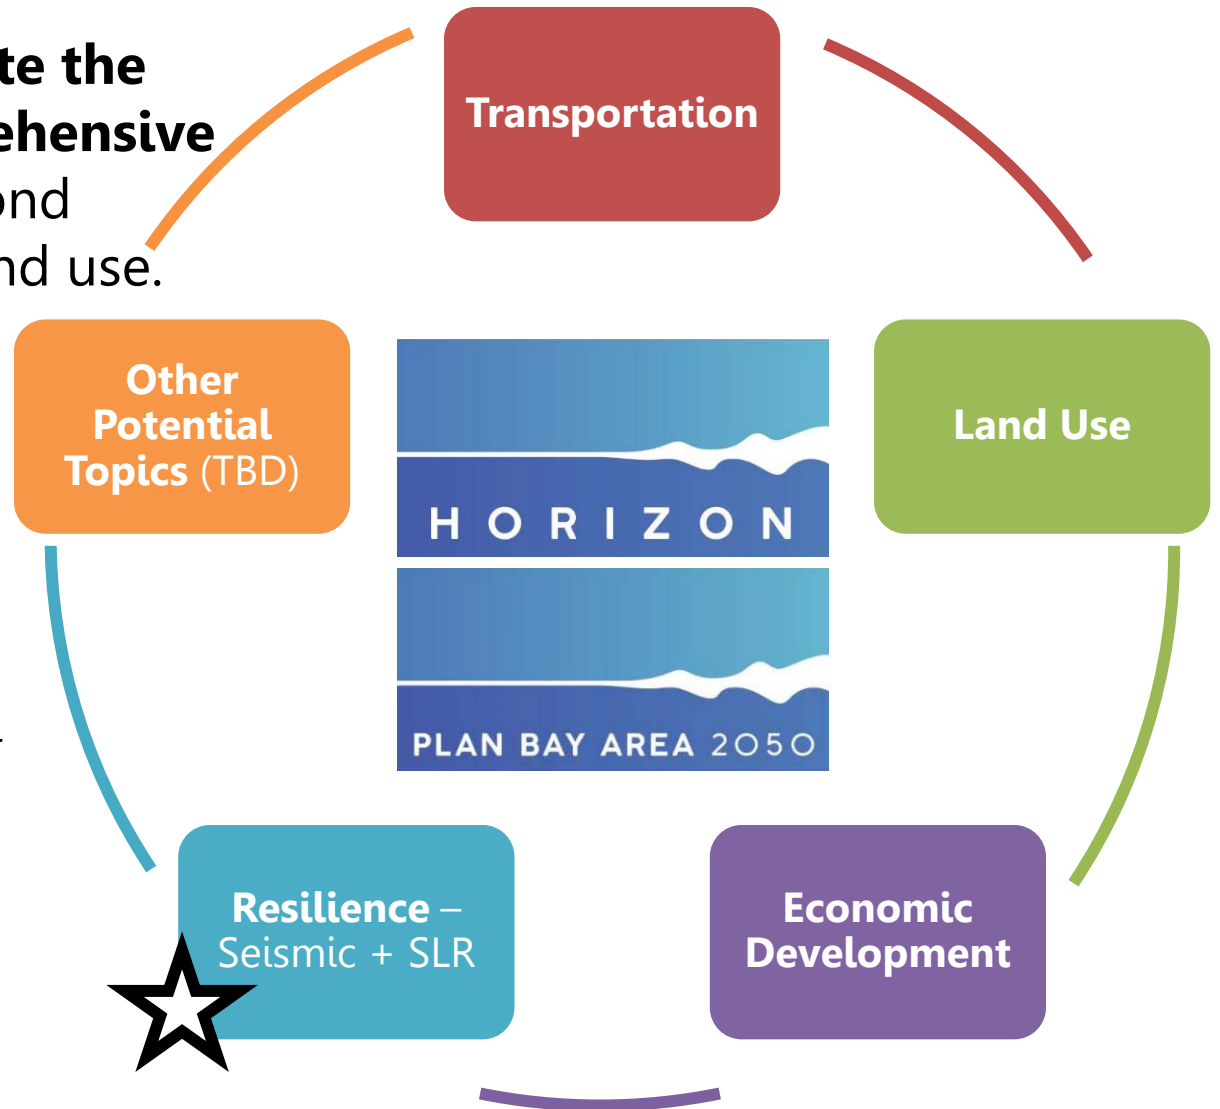 te the
ehensive
ond
nd use.
Transportation
Other
Potential
Topics (TBD)
HORIZON
Land Use
PLAN BAY AREA 2050
Resilience –
Seismic + SLR
Economic
Development